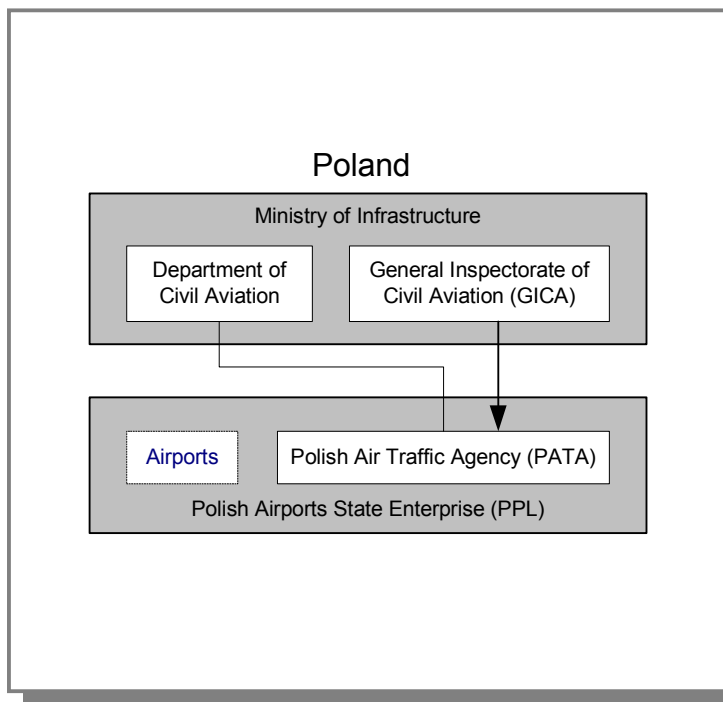 Poland
Ministry of Infrastructure
Department of
Civil Aviation
General Inspectorate of
Civil Aviation (GICA)
Airports
Polish Air Traffic Agency (PATA)
Polish Airports State Enterprise (PPL)